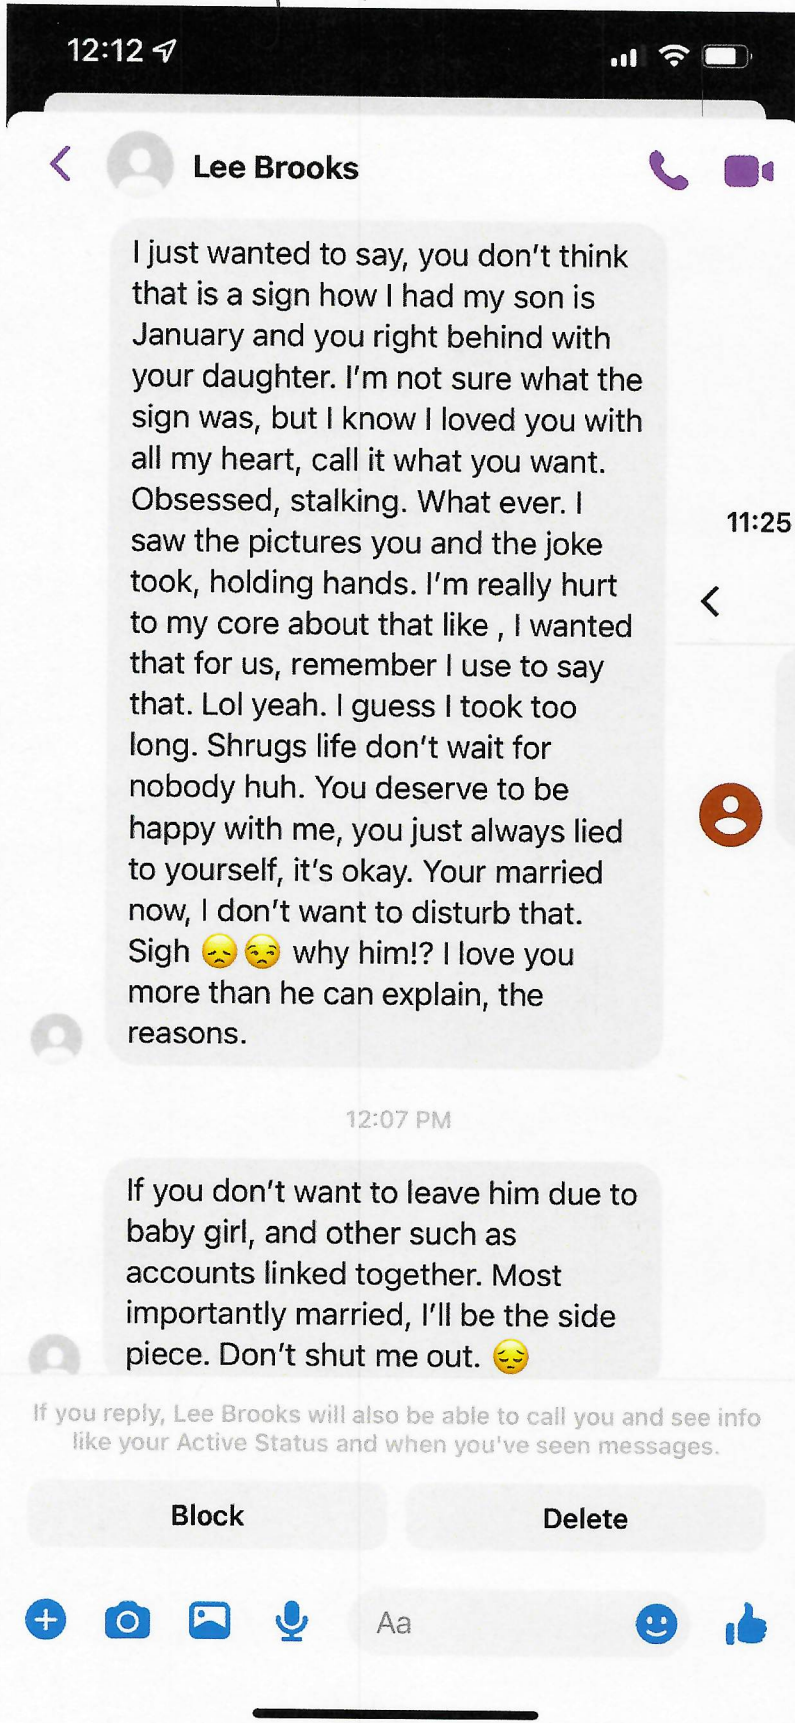 12:12
Lee Brooks
I just wanted to say, you don't think
that is a sign how I had my son is
January and you right behind with
your daughter. I'm not sure what the
sign was, but I know I loved you with
all my heart, call it what you want.
Obsessed, stalking. What ever. I
saw the pictures you and the joke
took, holding hands. I'm really hurt
to my core about that like , I wanted
that for us, remember I use to say
that. Lol yeah. I guess I took too
long. Shrugs life don't wait for
nobody huh. You deserve to be
happy with me, you just always lied
to yourself, it's okay. Your married
now, I don't want to disturb that.
Sigh 😞😒 why him!? I love you
more than he can explain, the
reasons.
11:25
12:07 PM
If you don't want to leave him due to
baby girl, and other such as
accounts linked together. Most
importantly married, I'll be the side
piece. Don't shut me out. 😔
If you reply, Lee Brooks will also be able to call you and see info
like your Active Status and when you've seen messages.
Block
Delete
Aa